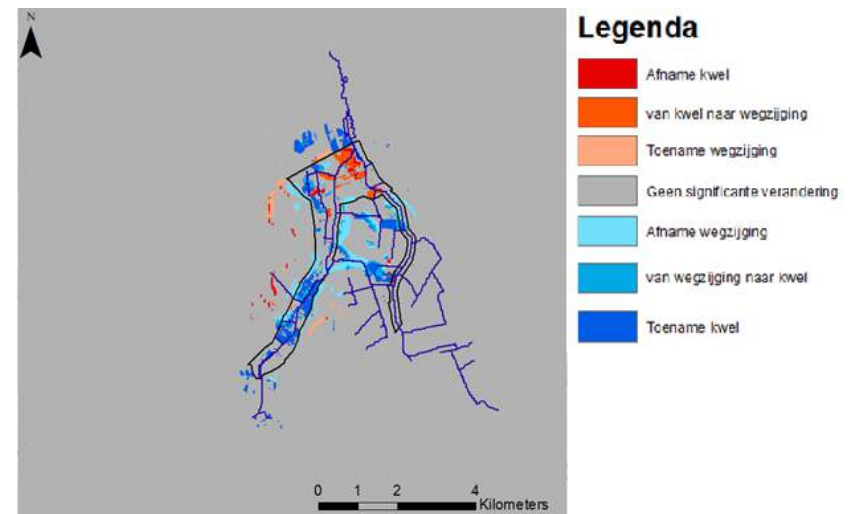 N
Legenda
Afname kwel
van kwel naar wegzijging
Toename wegzijging
Geen significante verandering
Afname wegzijging
van wegzijging naar kwel
Toename kwel
0 1 2 4
Kilometers